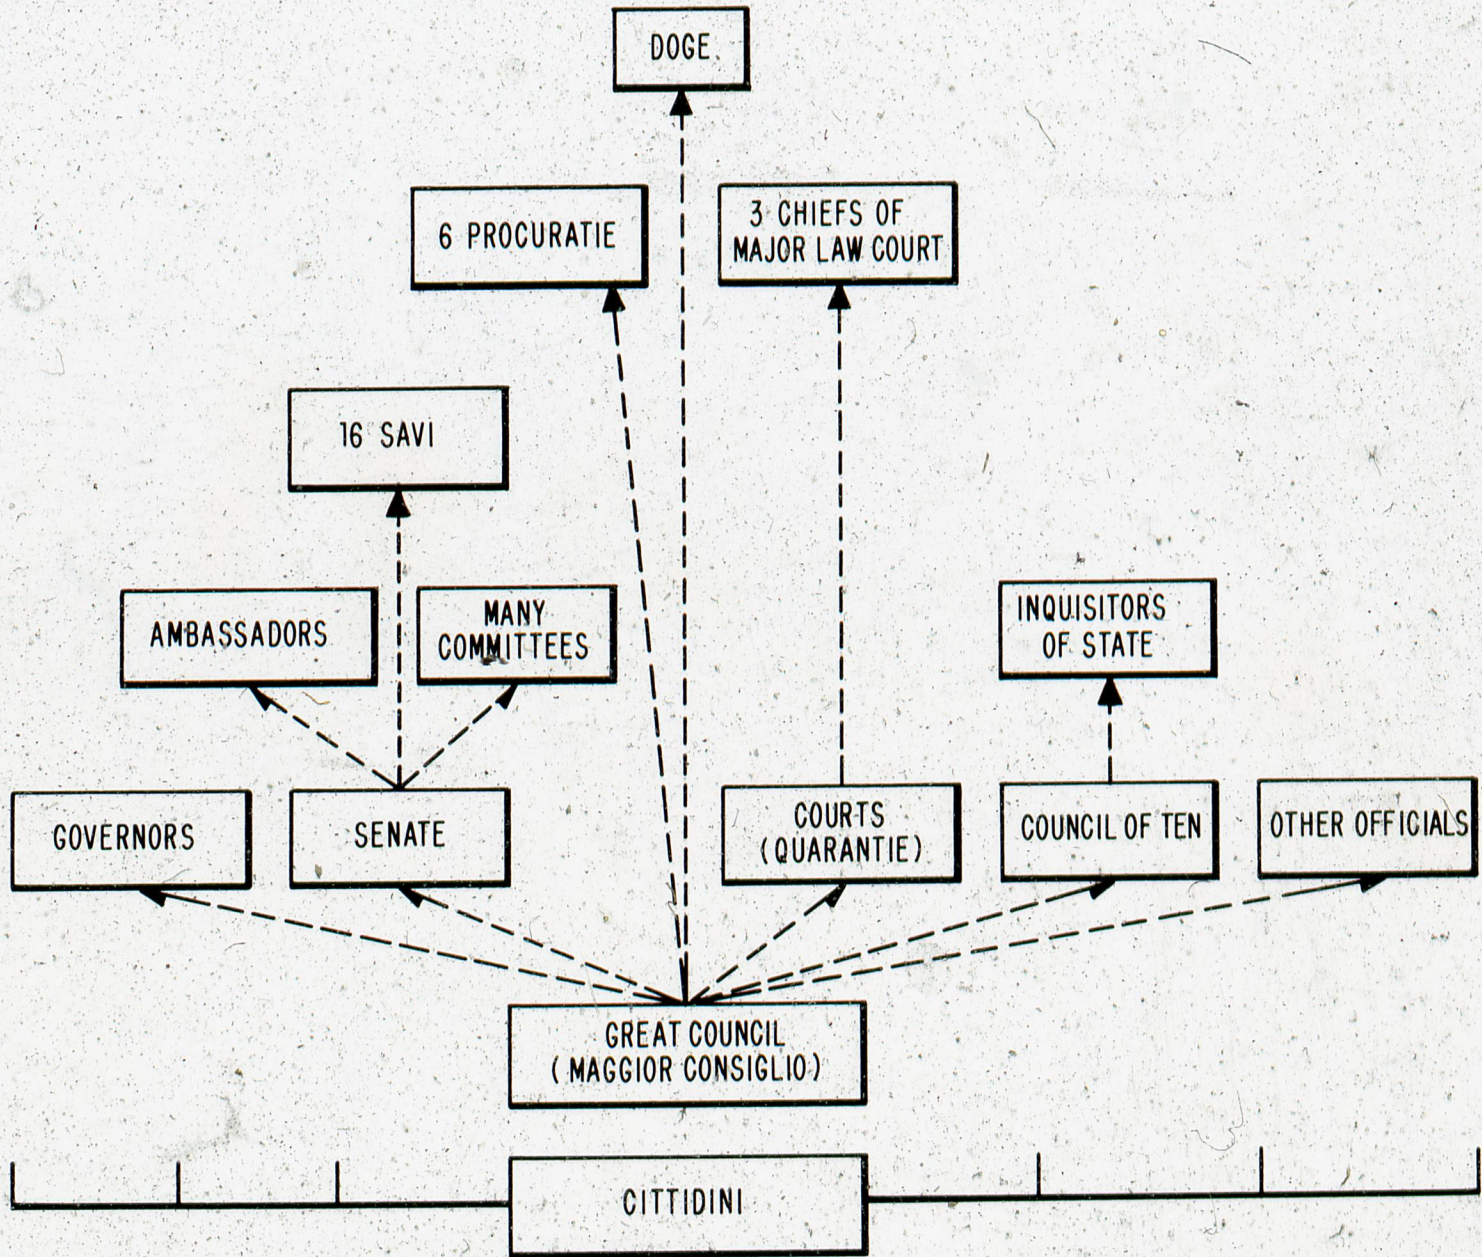 DOGE
6 PROCURATIE
3 CHIEFS OF
MAJOR LAW COURT
16 SAVI
AMBASSADORS
MANY
COMMITTEES
INQUISITORS
OF STATE
GOVERNORS
SENATE
COURTS
(QUARANTIE)
COUNCIL OF TEN
OTHER OFFICIALS
GREAT COUNCIL
(MAGGIOR CONSIGLIO)
CITTIDINI